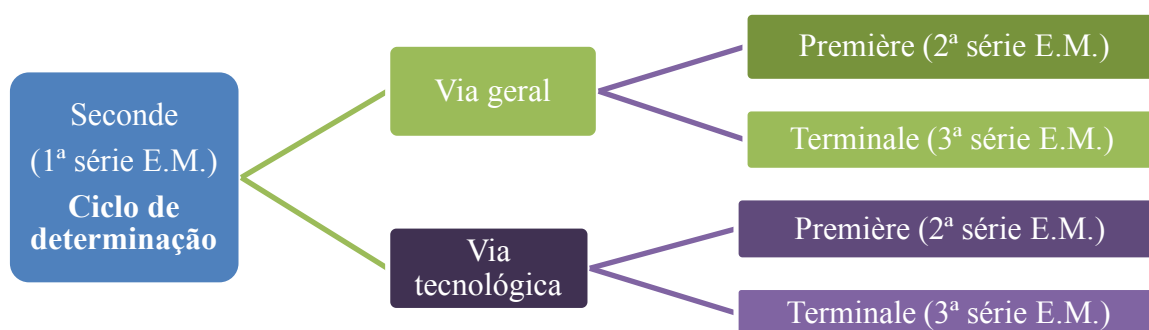 Seconde
(1ª série E.M.)
Ciclo de
determinação
Via geral
Première (2ª série E.M.)
Terminale (3ª série E.M.)
Via
tecnológica
Première (2ª série E.M.)
Terminale (3ª série E.M.)